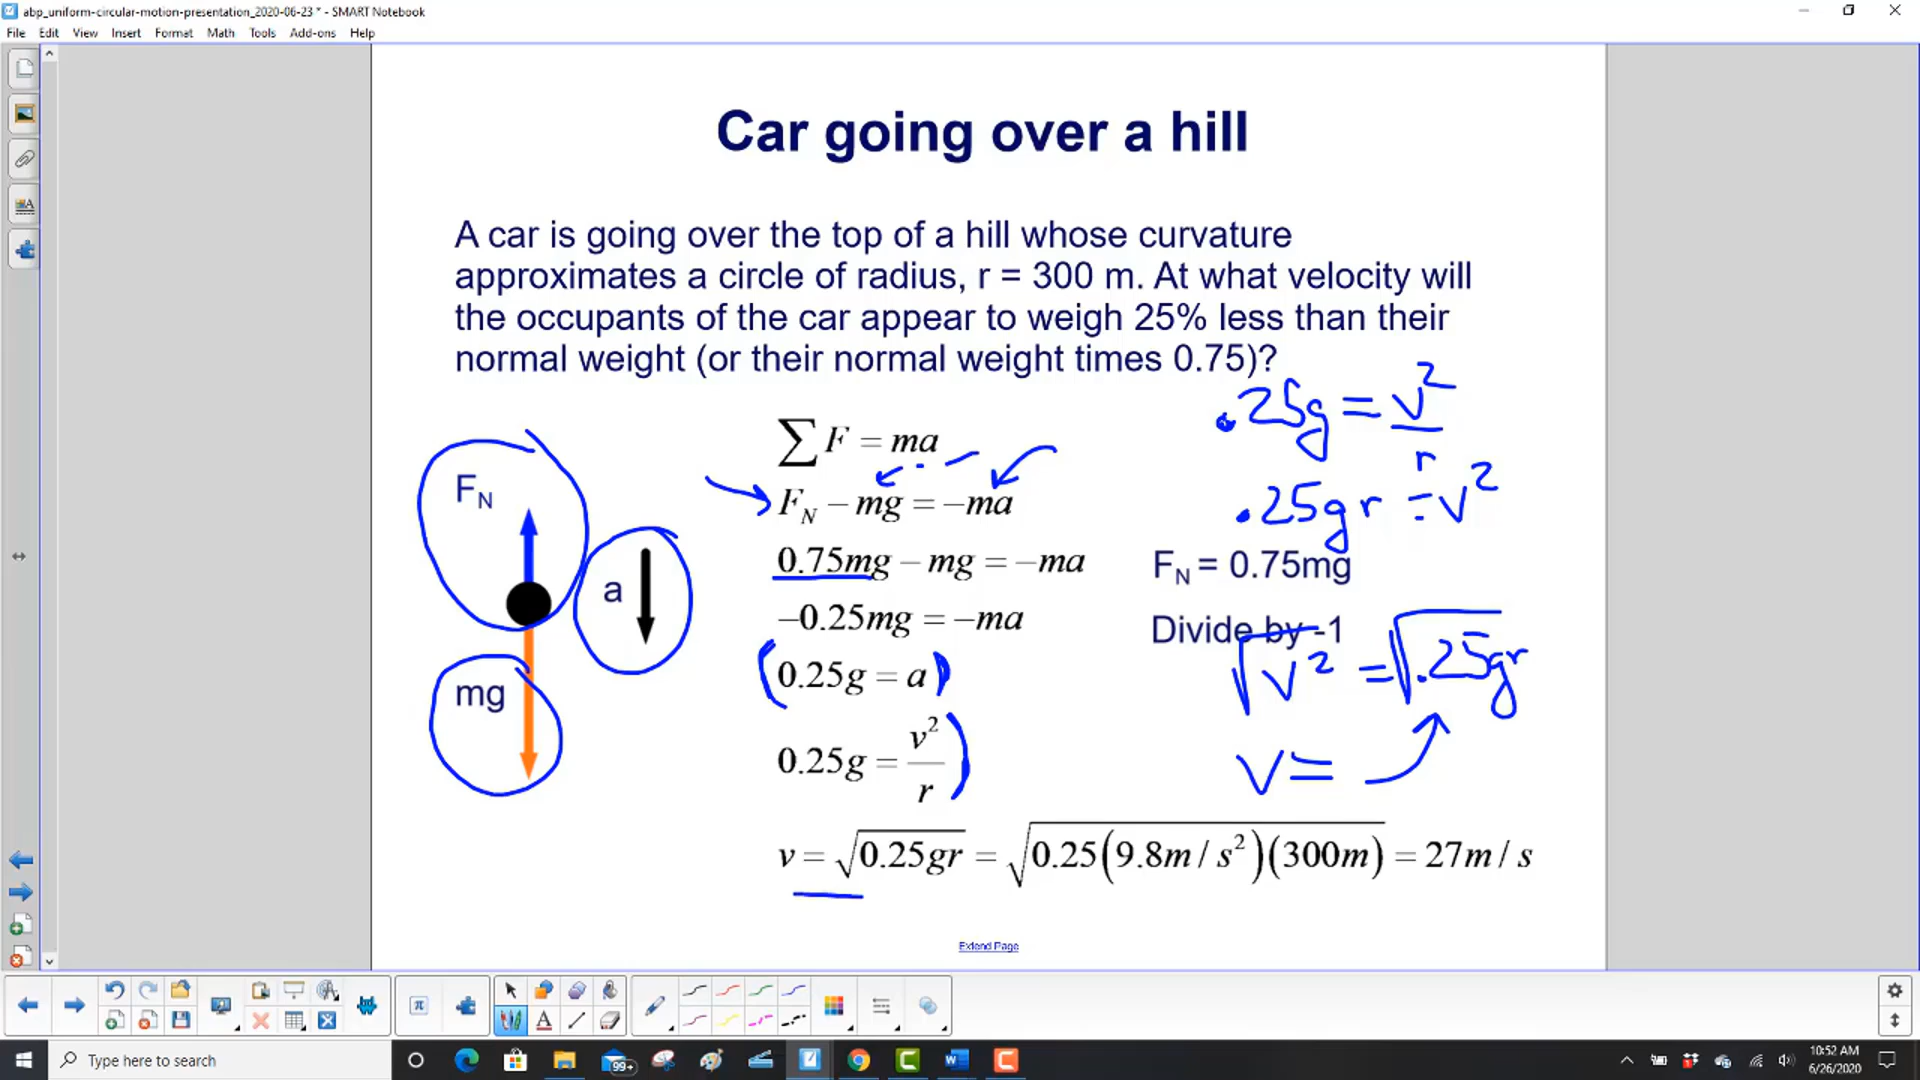 abp_uniform-circular-motion-presentation_2020-06-23 * - SMART Notebook
File Edit View Insert Format Math Tools Add-ons Help
Car going over a hill
A car is going over the top of a hill whose curvature
approximates a circle of radius, r = 300 m. At what velocity will
the occupants of the car appear to weigh 25% less than their
normal weight (or their normal weight times 0.75)?
.25g = v²/r
.25gr = v²
F_N
a
mg
∑F = ma
F_N − mg = −ma
0.75mg − mg = −ma
F_N = 0.75mg
−0.25mg = −ma
Divide by -1
0.25g = a
√v² = √.25gr
0.25g = v²/r
v =
v = √0.25gr = √0.25(9.8m/s²)(300m) = 27m/s
Extend Page
Type here to search
99+
10:52 AM
6/26/2020